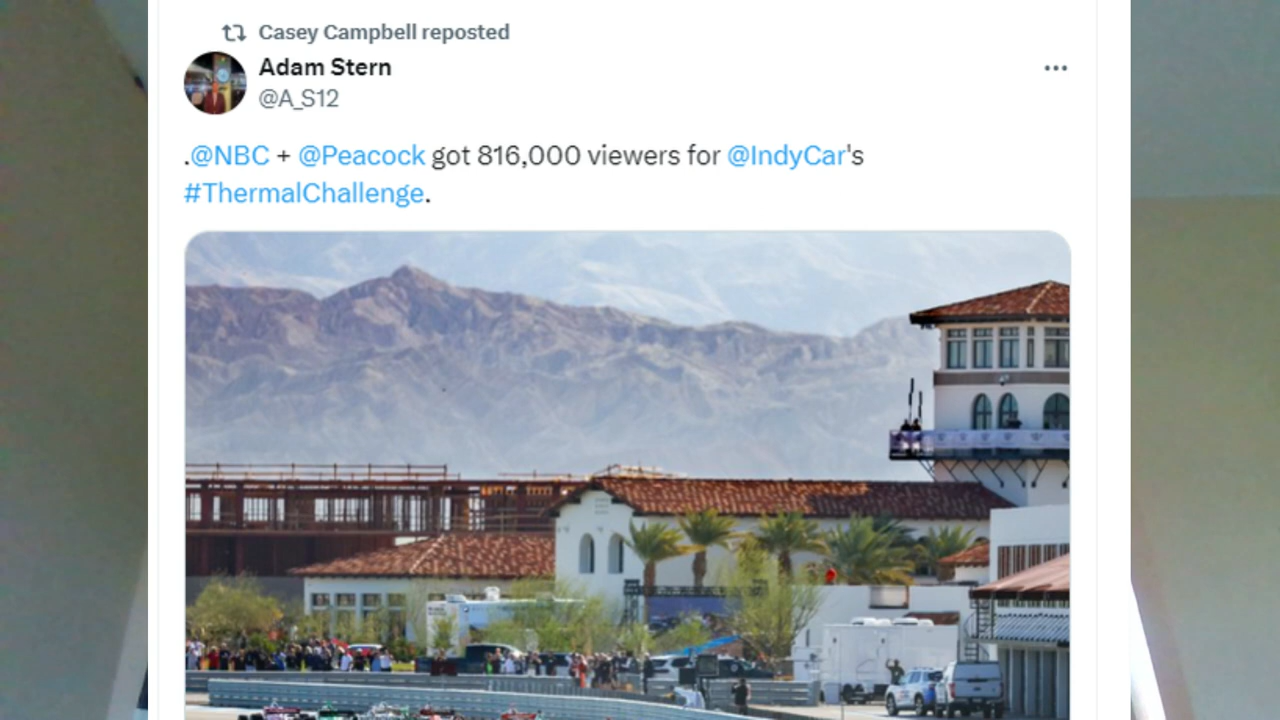 Casey Campbell reposted
Adam Stern
@A_S12
.@NBC + @Peacock got 816,000 viewers for @IndyCar's
#ThermalChallenge.